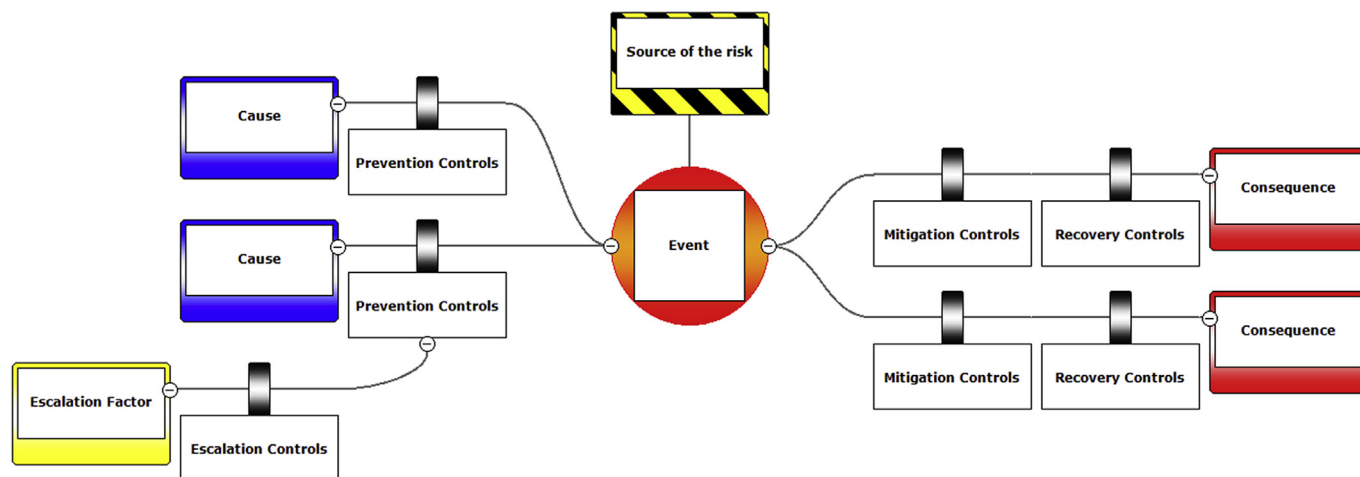 Source of the risk
Cause
Prevention Controls
Cause
Prevention Controls
Escalation Factor
Escalation Controls
Event
Mitigation Controls
Recovery Controls
Consequence
Mitigation Controls
Recovery Controls
Consequence